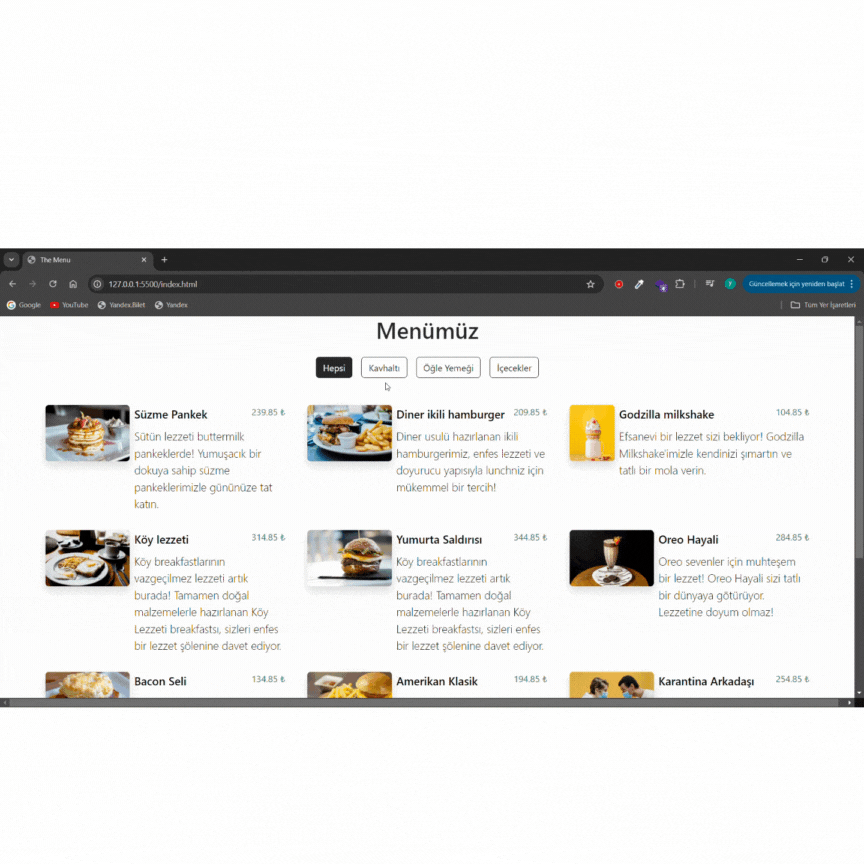 The Menu
127.0.0.1:5500/index.html
Güncellemek için yeniden başlat
Google YouTube Yandex.Bilet Yandex
Tüm Yer İşaretleri
Menümüz
Hepsi Kavhaltı Öğle Yemeği İçecekler
Süzme Pankek 239.85 ₺
Sütün lezzeti buttermilk
pankeklerde! Yumuşacık bir
dokuya sahip süzme
pankeklerimizle gününüze tat
katın.
Diner ikili hamburger 209.85 ₺
Diner usulü hazırlanan ikili
hamburgerimiz, enfes lezzeti ve
doyurucu yapısıyla lunchniz için
mükemmel bir tercih!
Godzilla milkshake 104.85 ₺
Efsanevi bir lezzet sizi bekliyor! Godzilla
Milkshake'imizle kendinizi şımartın ve
tatlı bir mola verin.
Köy lezzeti 314.85 ₺
Köy breakfastlarının
vazgeçilmez lezzeti artık
burada! Tamamen doğal
malzemelerle hazırlanan Köy
Lezzeti breakfastsı, sizleri enfes
bir lezzet şölenine davet ediyor.
Yumurta Saldırısı 344.85 ₺
Köy breakfastlarının
vazgeçilmez lezzeti artık
burada! Tamamen doğal
malzemelerle hazırlanan Köy
Lezzeti breakfastsı, sizleri enfes
bir lezzet şölenine davet ediyor.
Oreo Hayali 284.85 ₺
Oreo sevenler için muhteşem
bir lezzet! Oreo Hayali sizi tatlı
bir dünyaya götürüyor.
Lezzetine doyum olmaz!
Bacon Seli 134.85 ₺
Amerikan Klasik 194.85 ₺
Karantina Arkadaşı 254.85 ₺